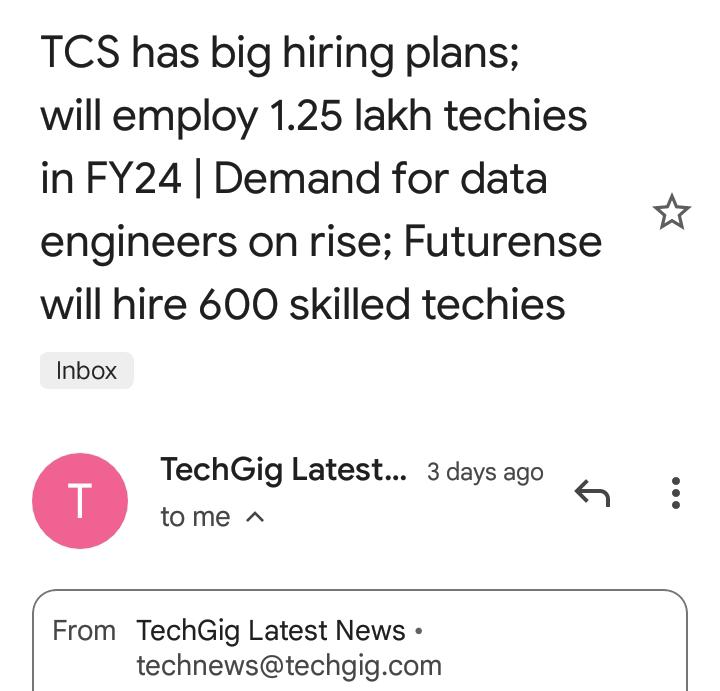 TCS has big hiring plans;
will employ 1.25 lakh techies
in FY24 | Demand for data
engineers on rise; Futurense
will hire 600 skilled techies
Inbox
T
TechGig Latest... 3 days ago
to me
From TechGig Latest News •
technews@techgig.com